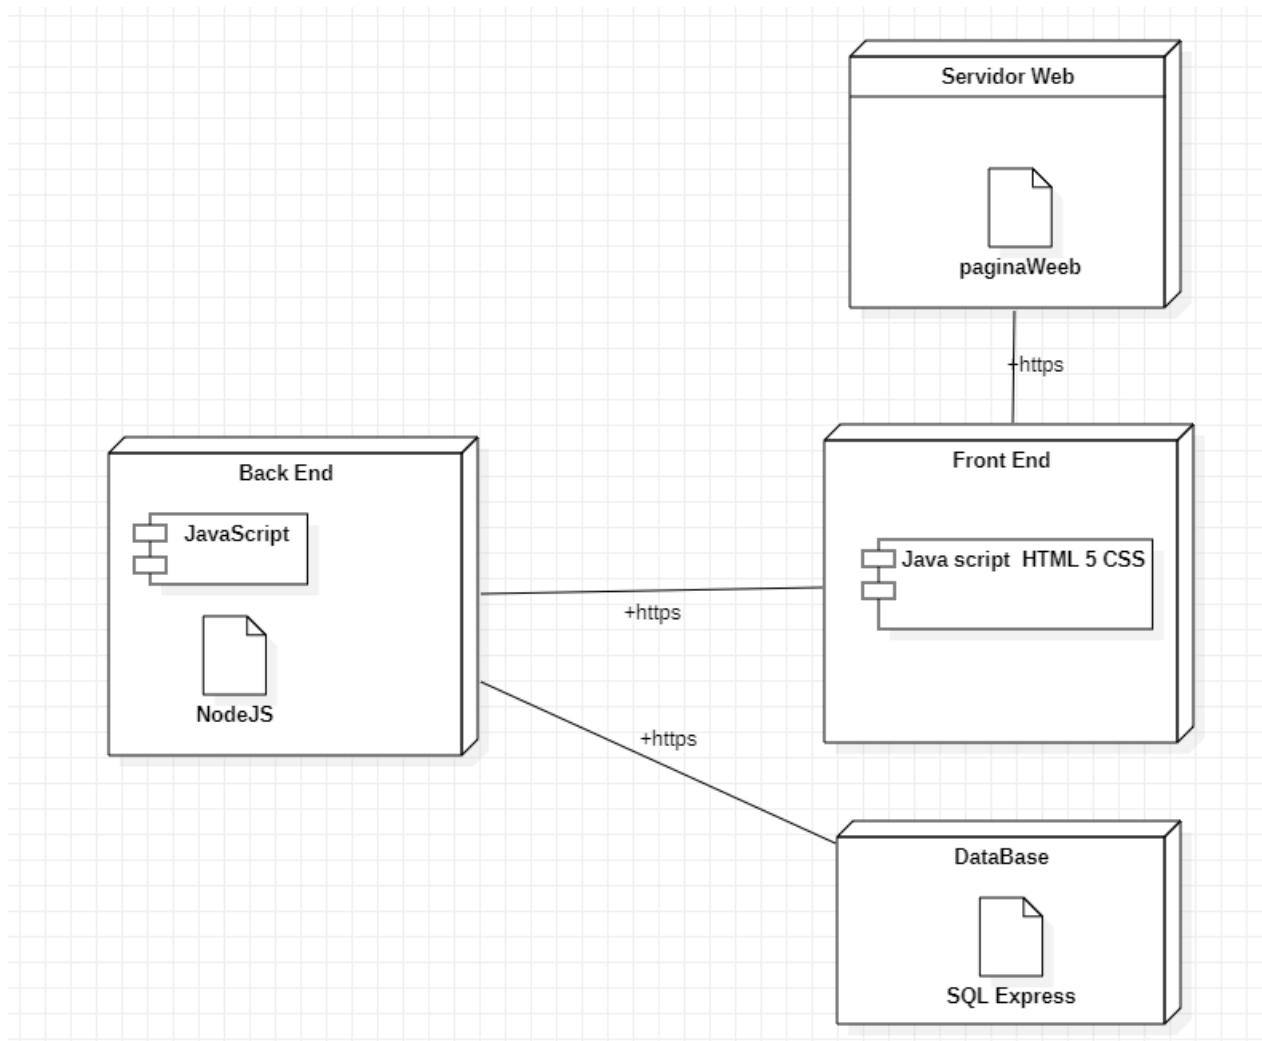 Servidor Web
paginaWeeb
+https
Back End
JavaScript
NodeJS
+https
Front End
Java script  HTML 5 CSS
+https
DataBase
SQL Express